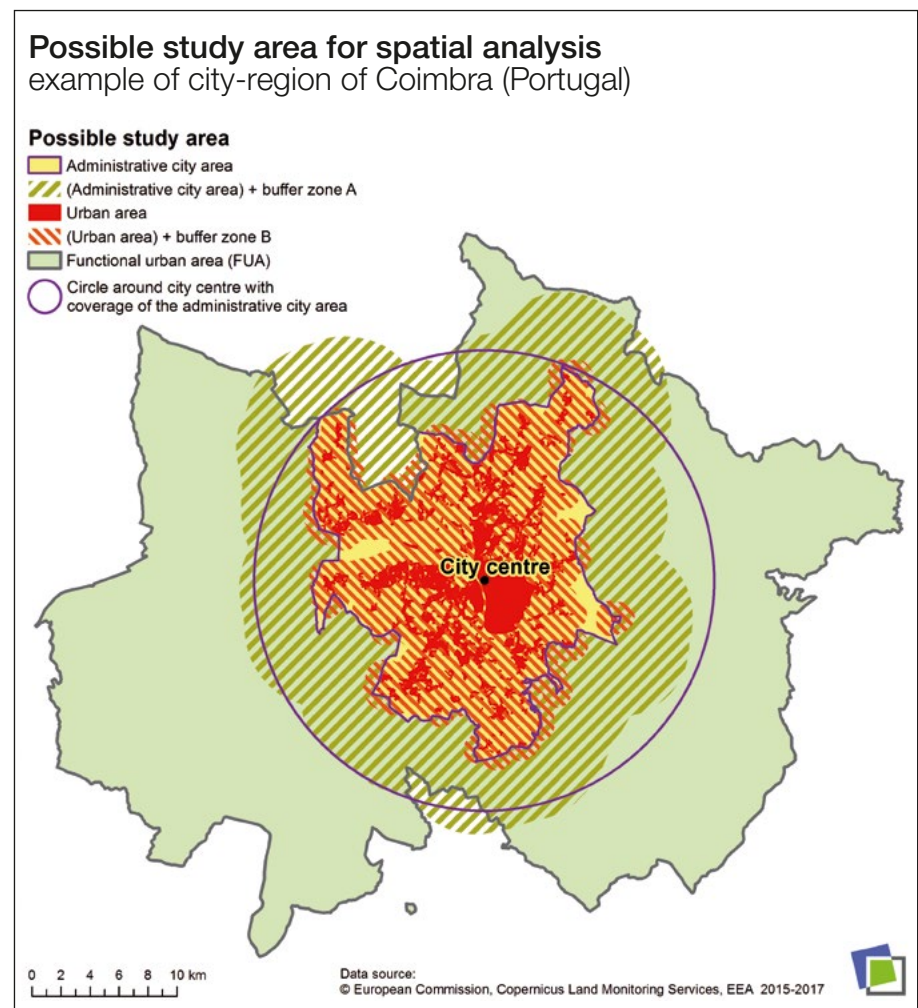 Possible study area for spatial analysis
example of city-region of Coimbra (Portugal)
Possible study area
Administrative city area
(Administrative city area) + buffer zone A
Urban area
(Urban area) + buffer zone B
Functional urban area (FUA)
Circle around city centre with
coverage of the administrative city area
City centre
0 2 4 6 8 10 km
Data source:
© European Commission, Copernicus Land Monitoring Services, EEA 2015-2017